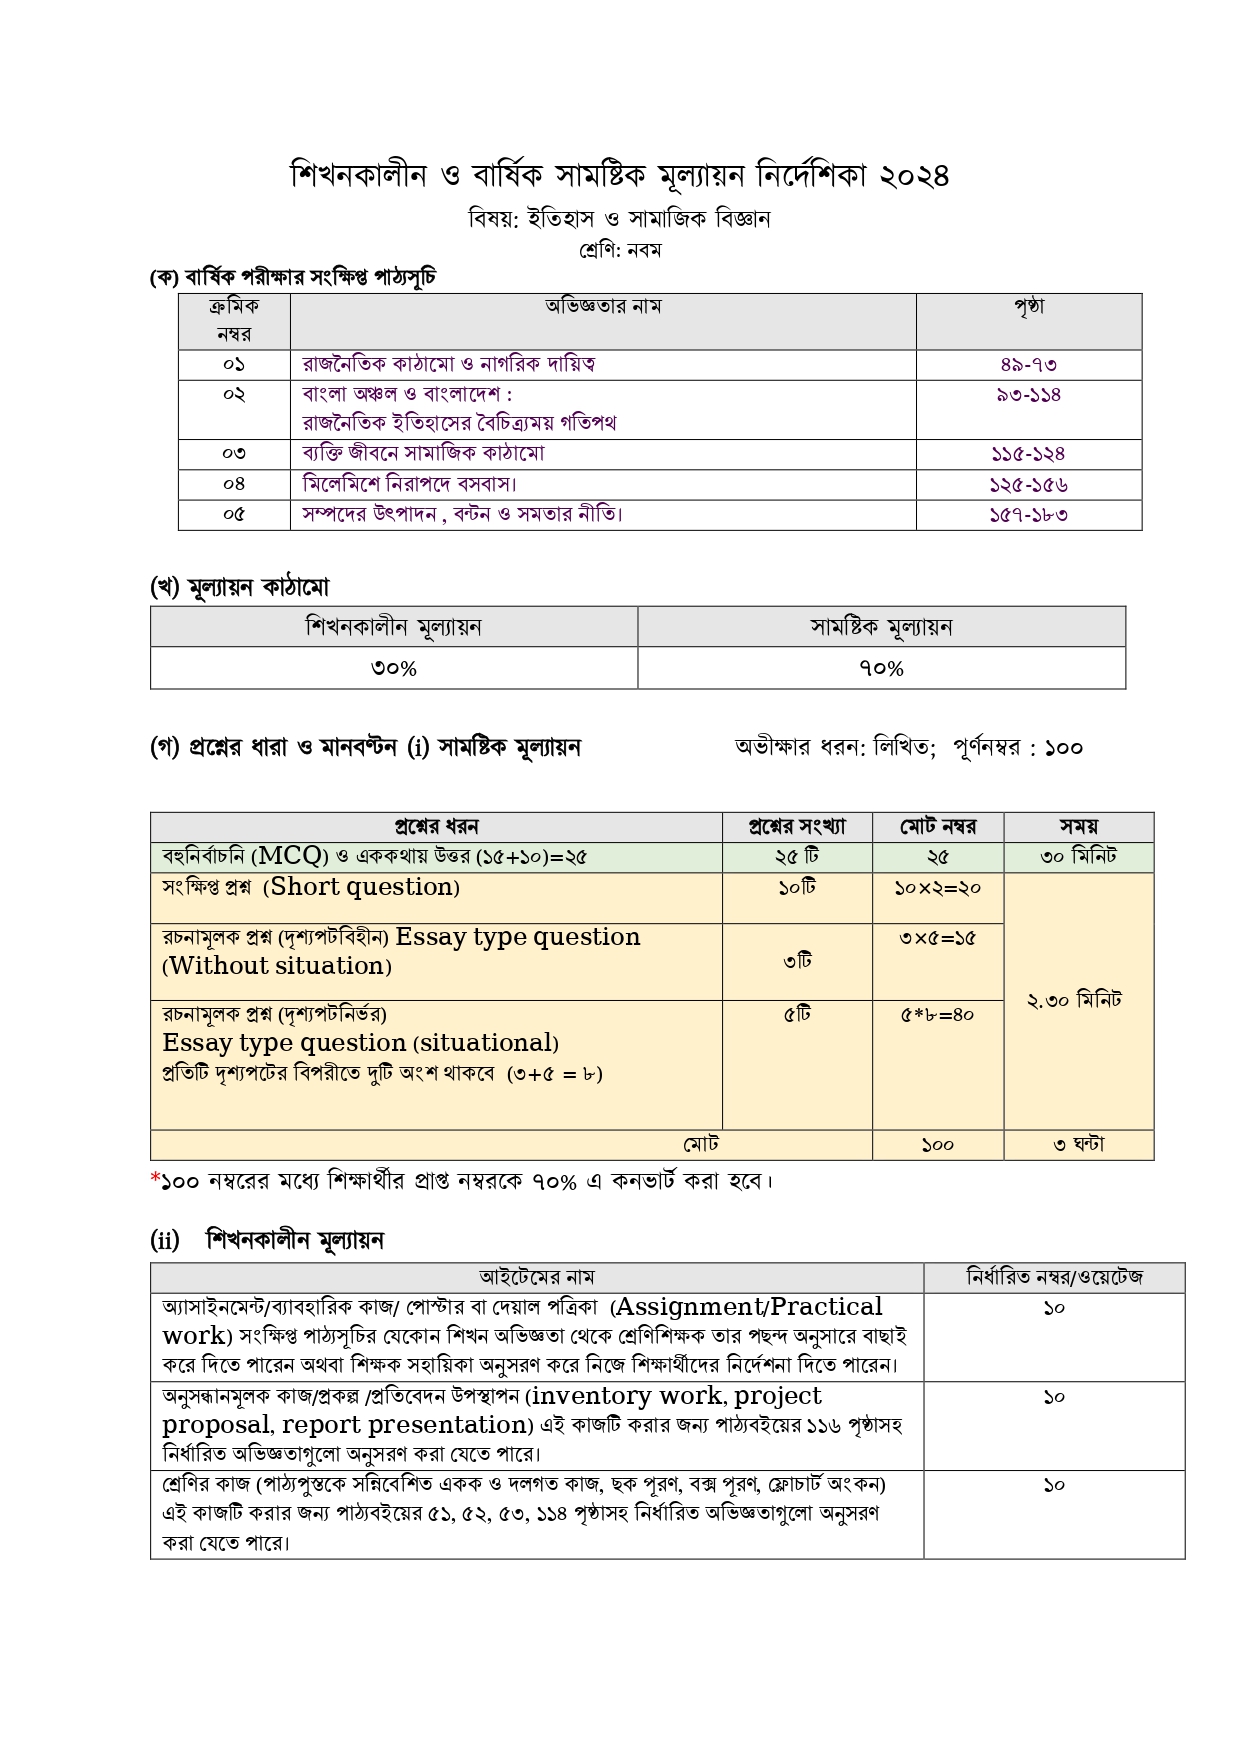 শিখনকালীন ও বার্ষিক সামষ্টিক মূল্যায়ন নির্দেশিকা ২০২৪
বিষয়: ইতিহাস ও সামাজিক বিজ্ঞান
শ্রেণি: নবম
(ক) বার্ষিক পরীক্ষার সংক্ষিপ্ত পাঠ্যসূচি
ক্রমিক নম্বর অভিজ্ঞতার নাম পৃষ্ঠা
০১ রাজনৈতিক কাঠামো ও নাগরিক দায়িত্ব ৪৯-৭৩
০২ বাংলা অঞ্চল ও বাংলাদেশ : ৯৩-১১৪
রাজনৈতিক ইতিহাসের বৈচিত্র্যময় গতিপথ
০৩ ব্যক্তি জীবনে সামাজিক কাঠামো ১১৫-১২৪
০৪ মিলেমিশে নিরাপদে বসবাস। ১২৫-১৫৬
০৫ সম্পদের উৎপাদন , বন্টন ও সমতার নীতি। ১৫৭-১৮৩
(খ) মূল্যায়ন কাঠামো
শিখনকালীন মূল্যায়ন সামষ্টিক মূল্যায়ন
৩০% ৭০%
(গ) প্রশ্নের ধারা ও মানবণ্টন (i) সামষ্টিক মূল্যায়ন অভীক্ষার ধরন: লিখিত; পূর্ণনম্বর : ১০০
প্রশ্নের ধরন প্রশ্নের সংখ্যা মোট নম্বর সময়
বহুনির্বাচনি (MCQ) ও এককথায় উত্তর (১৫+১০)=২৫ ২৫ টি ২৫ ৩০ মিনিট
সংক্ষিপ্ত প্রশ্ন (Short question) ১০টি ১০×২=২০
রচনামূলক প্রশ্ন (দৃশ্যপটবিহীন) Essay type question ৩×৫=১৫
(Without situation) ৩টি
২.৩০ মিনিট
রচনামূলক প্রশ্ন (দৃশ্যপটনির্ভর) ৫টি ৫*৮=৪০
Essay type question (situational)
প্রতিটি দৃশ্যপটের বিপরীতে দুটি অংশ থাকবে (৩+৫ = ৮)
মোট ১০০ ৩ ঘন্টা
*১০০ নম্বরের মধ্যে শিক্ষার্থীর প্রাপ্ত নম্বরকে ৭০% এ কনভার্ট করা হবে।
(ii) শিখনকালীন মূল্যায়ন
আইটেমের নাম নির্ধারিত নম্বর/ওয়েটেজ
অ্যাসাইনমেন্ট/ব্যাবহারিক কাজ/ পোস্টার বা দেয়াল পত্রিকা (Assignment/Practical ১০
work) সংক্ষিপ্ত পাঠ্যসূচির যেকোন শিখন অভিজ্ঞতা থেকে শ্রেণিশিক্ষক তার পছন্দ অনুসারে বাছাই
করে দিতে পারেন অথবা শিক্ষক সহায়িকা অনুসরণ করে নিজে শিক্ষার্থীদের নির্দেশনা দিতে পারেন।
অনুসন্ধানমূলক কাজ/প্রকল্প /প্রতিবেদন উপস্থাপন (inventory work, project ১০
proposal, report presentation) এই কাজটি করার জন্য পাঠ্যবইয়ের ১১৬ পৃষ্ঠাসহ
নির্ধারিত অভিজ্ঞতাগুলো অনুসরণ করা যেতে পারে।
শ্রেণির কাজ (পাঠ্যপুস্তকে সন্নিবেশিত একক ও দলগত কাজ, ছক পূরণ, বক্স পূরণ, ফ্লোচার্ট অংকন) ১০
এই কাজটি করার জন্য পাঠ্যবইয়ের ৫১, ৫২, ৫৩, ১১৪ পৃষ্ঠাসহ নির্ধারিত অভিজ্ঞতাগুলো অনুসরণ
করা যেতে পারে।